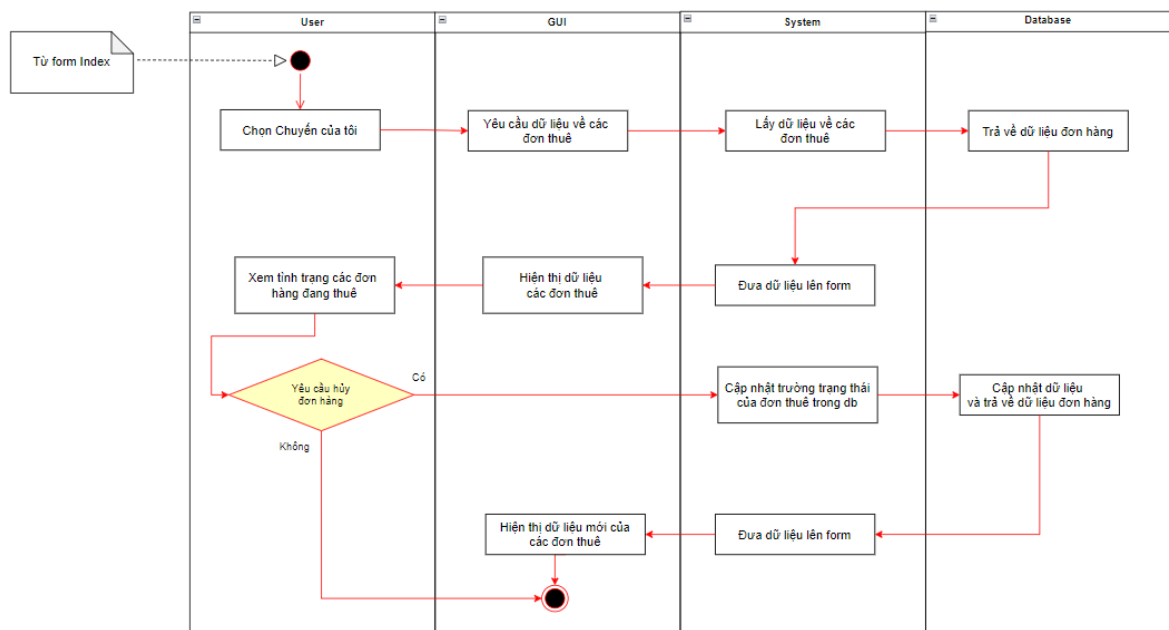 User
GUI
System
Database
Từ form Index
Chọn Chuyến của tôi
Yêu cầu dữ liệu về các
đơn thuê
Lấy dữ liệu về các
đơn thuê
Trả về dữ liệu đơn hàng
Xem tình trạng các đơn
hàng đang thuê
Hiện thị dữ liệu
các đơn thuê
Đưa dữ liệu lên form
Yêu cầu hủy
đơn hàng
Có
Không
Cập nhật trường trạng thái
của đơn thuê trong db
Cập nhật dữ liệu
và trả về dữ liệu đơn hàng
Hiện thị dữ liệu mới của
các đơn thuê
Đưa dữ liệu lên form